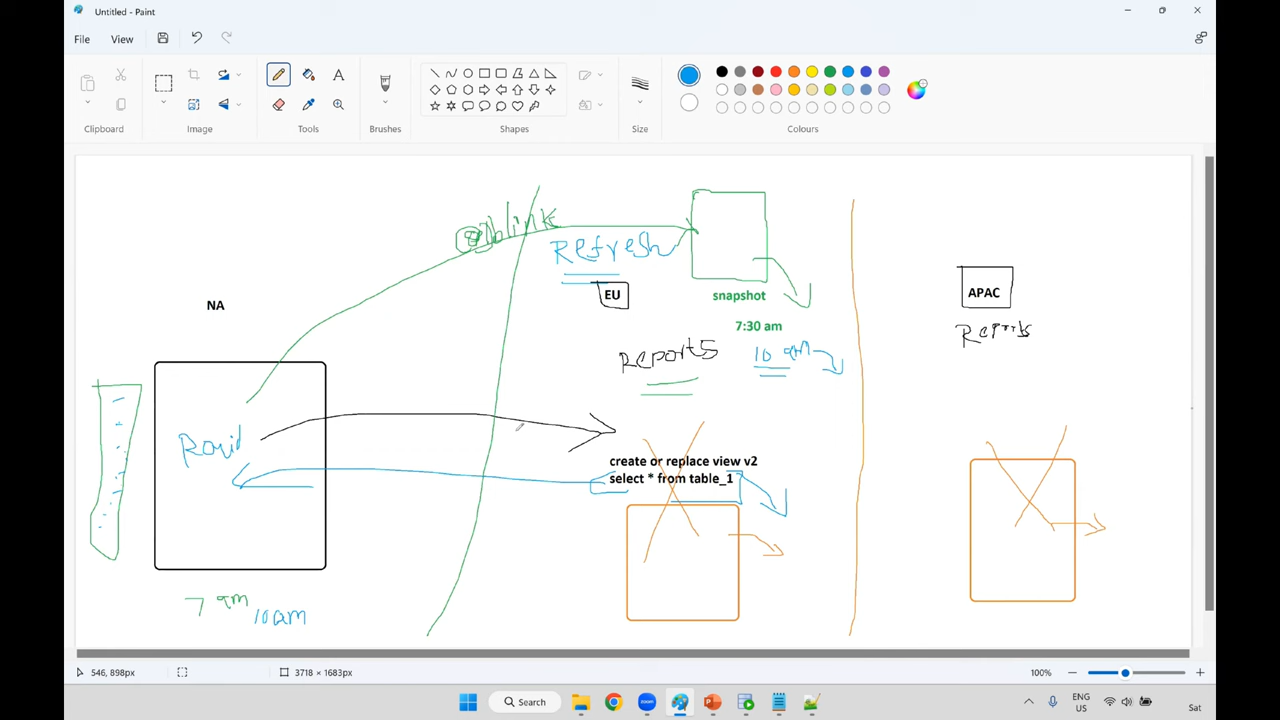 Untitled - Paint
File
View
Clipboard
Image
Tools
Brushes
Shapes
Size
Colours
@dblink
Refresh
NA
EU
snapshot
7:30 am
APAC
Reports
Reports
10 am
create or replace view v2
select * from table_1
7 am
10am
546, 898px
3718 × 1683px
100%
Search
zoom
ENG
US
Sat